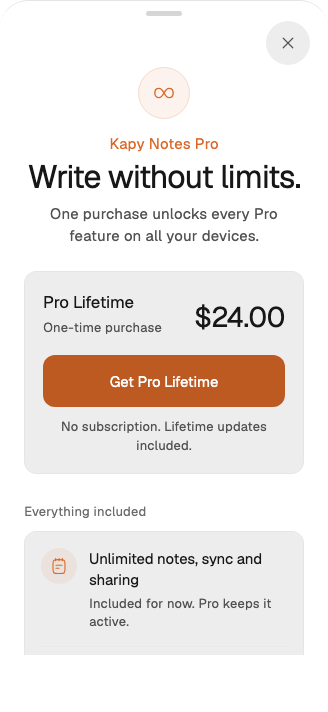 Kapy Notes Pro
Write without limits.
One purchase unlocks every Pro
feature on all your devices.
Pro Lifetime
One-time purchase
$24.00
Get Pro Lifetime
No subscription. Lifetime updates
included.
Everything included
Unlimited notes, sync and
sharing
Included for now. Pro keeps it
active.